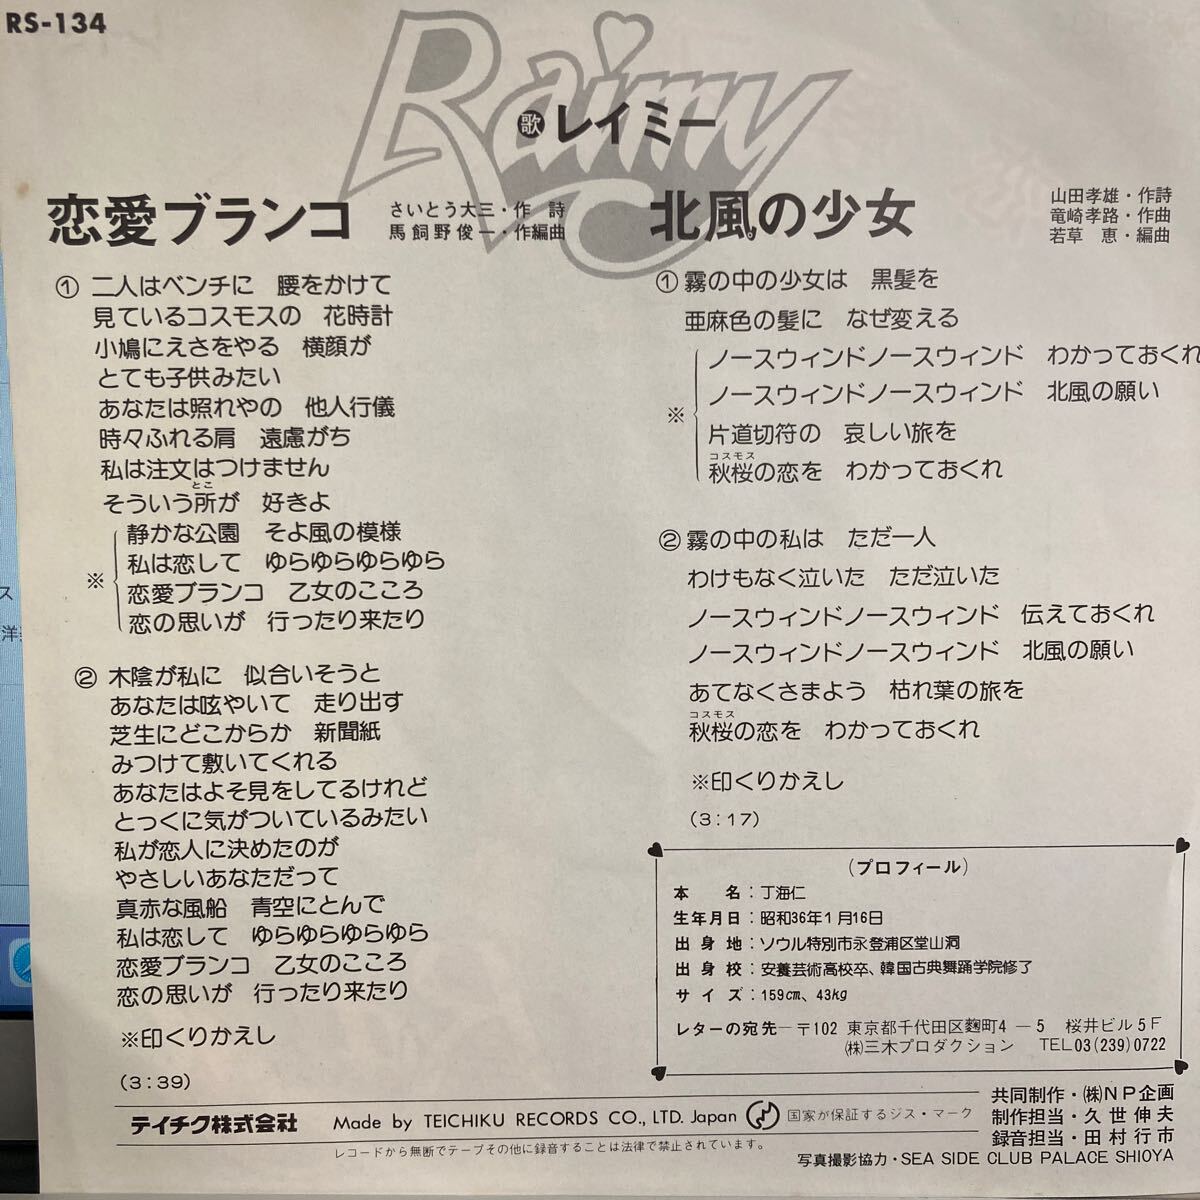 RS-134
Raimy
歌 レイミー
恋愛ブランコ
さいとう大三・作 詩
馬飼野俊一・作編曲
① 二人はベンチに 腰をかけて
見ているコスモスの 花時計
小鳩にえさをやる 横顔が
とても子供みたい
あなたは照れやの 他人行儀
時々ふれる肩 遠慮がち
私は注文はつけません
とこ
そういう所が 好きよ
※
静かな公園 そよ風の模様
私は恋して ゆらゆらゆらゆら
恋愛ブランコ 乙女のこころ
恋の思いが 行ったり来たり
② 木陰が私に 似合いそうと
あなたは呟やいて 走り出す
芝生にどこからか 新聞紙
みつけて敷いてくれる
あなたはよそ見をしてるけれど
とっくに気がついているみたい
私が恋人に決めたのが
やさしいあなただって
真赤な風船 青空にとんで
私は恋して ゆらゆらゆらゆら
恋愛ブランコ 乙女のこころ
恋の思いが 行ったり来たり
※印くりかえし
(3:39)
北風の少女
山田孝雄・作詩
竜崎孝路・作曲
若草 恵・編曲
① 霧の中の少女は 黒髪を
亜麻色の髪に なぜ変える
※
ノースウィンドノースウィンド わかっておくれ
ノースウィンドノースウィンド 北風の願い
片道切符の 哀しい旅を
コスモス
秋桜の恋を わかっておくれ
② 霧の中の私は ただ一人
わけもなく泣いた ただ泣いた
ノースウィンドノースウィンド 伝えておくれ
ノースウィンドノースウィンド 北風の願い
あてなくさまよう 枯れ葉の旅を
コスモス
秋桜の恋を わかっておくれ
※印くりかえし
(3:17)
(プロフィール)
本 名:丁海仁
生年月日:昭和36年1月16日
出身地:ソウル特別市永登浦区堂山洞
出身校:安養芸術高校卒、韓国古典舞踊学院修了
サイズ:159cm、43kg
レターの宛先—〒102 東京都千代田区麹町4-5 桜井ビル5F
㈱三木プロダクション TEL03(239)0722
テイチク株式会社 Made by TEICHIKU RECORDS CO., LTD. Japan 国家が保証するジス・マーク
レコードから無断でテープその他に録音することは法律で禁止されています。
共同制作・㈱NP企画
制作担当・久世伸夫
録音担当・田村行市
写真撮影協力・SEA SIDE CLUB PALACE SHIOYA
ス
洋